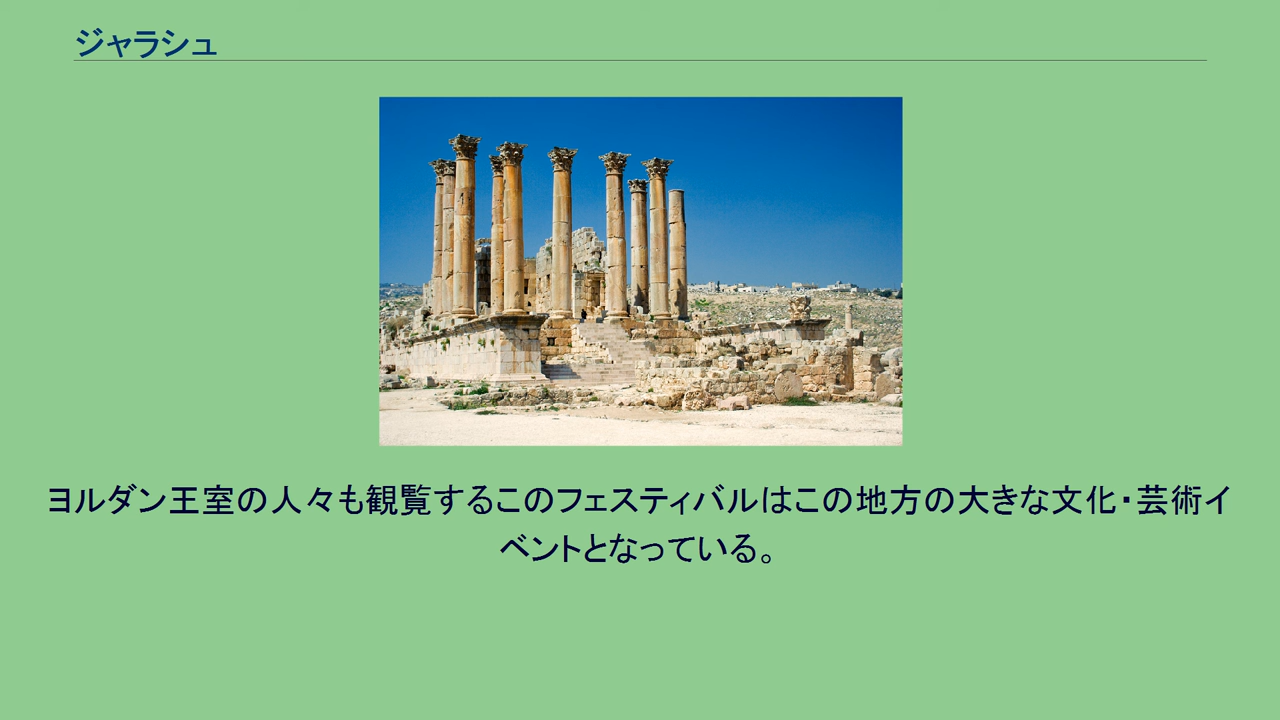 ジャラシュ
ヨルダン王室の人々も観覧するこのフェスティバルはこの地方の大きな文化・芸術イ
ベントとなっている。